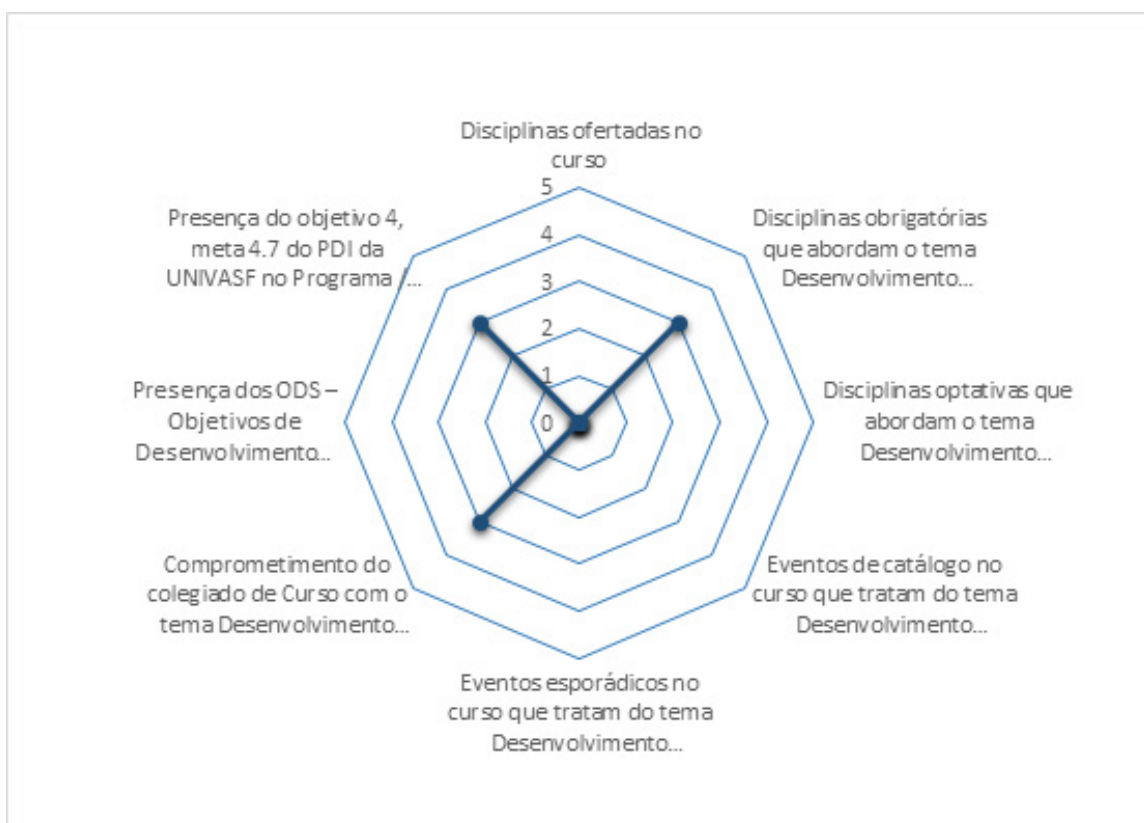 Disciplinas ofertadas no
curso
5
4
3
2
1
0
Disciplinas obrigatórias
que abordam o tema
Desenvolvimento...
Disciplinas optativas que
abordam o tema
Desenvolvimento...
Eventos de catálogo no
curso que tratam do tema
Desenvolvimento...
Eventos esporádicos no
curso que tratam do tema
Desenvolvimento...
Comprometimento do
colegiado de Curso com o
tema Desenvolvimento...
Presença dos ODS –
Objetivos de
Desenvolvimento...
Presença do objetivo 4,
meta 4.7 do PDI da
UNIVASF no Programa /...